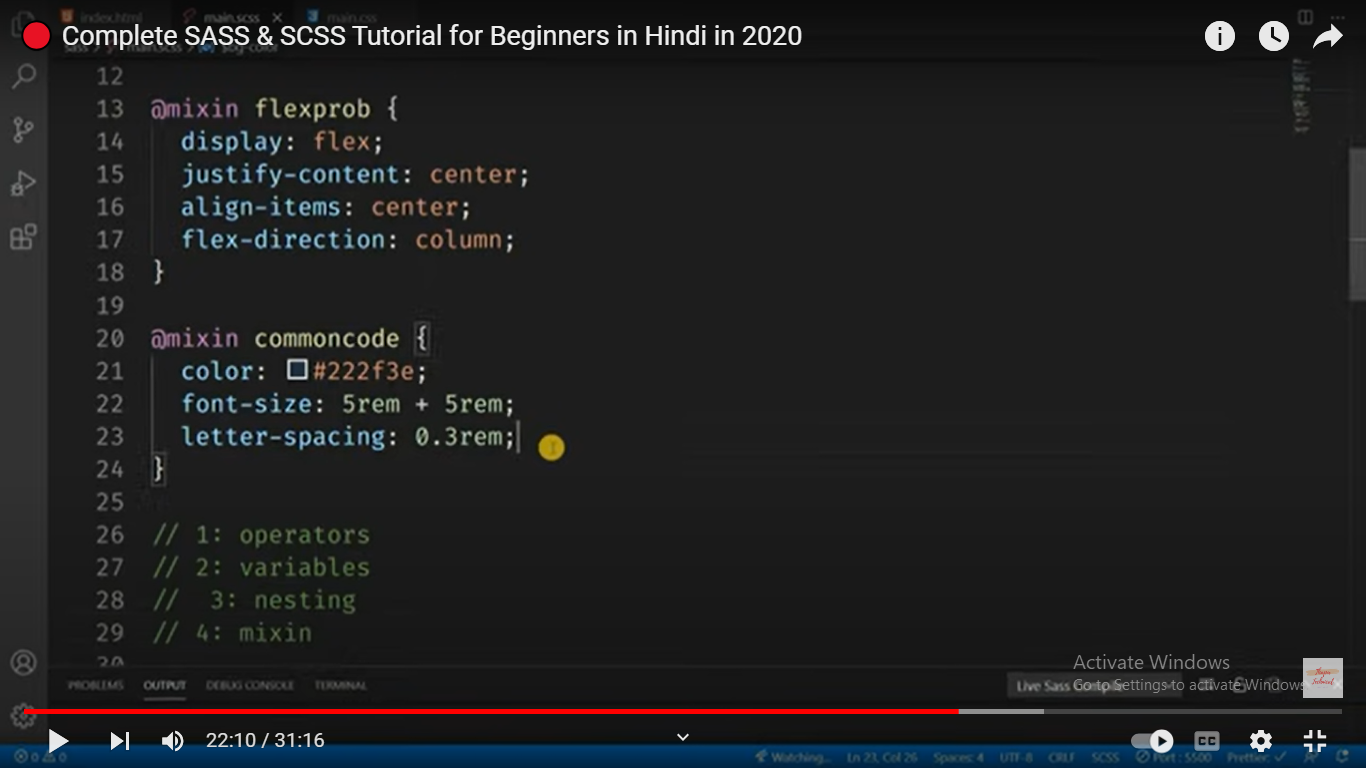 index.html main.scss × main.css
Complete SASS & SCSS Tutorial for Beginners in Hindi in 2020
12
13 @mixin flexprob {
14 display: flex;
15 justify-content: center;
16 align-items: center;
17 flex-direction: column;
18 }
19
20 @mixin commoncode {
21 color: #222f3e;
22 font-size: 5rem + 5rem;
23 letter-spacing: 0.3rem;
24 }
25
26 // 1: operators
27 // 2: variables
28 // 3: nesting
29 // 4: mixin
30
PROBLEMS OUTPUT DEBUG CONSOLE TERMINAL
Live Sass
Activate Windows
Go to Settings to activate Windows
22:10 / 31:16
CC
0 0 Watching... Ln 23, Col 26 Spaces: 4 UTF-8 CRLF SCSS Port : 5500 Prettier: ✓